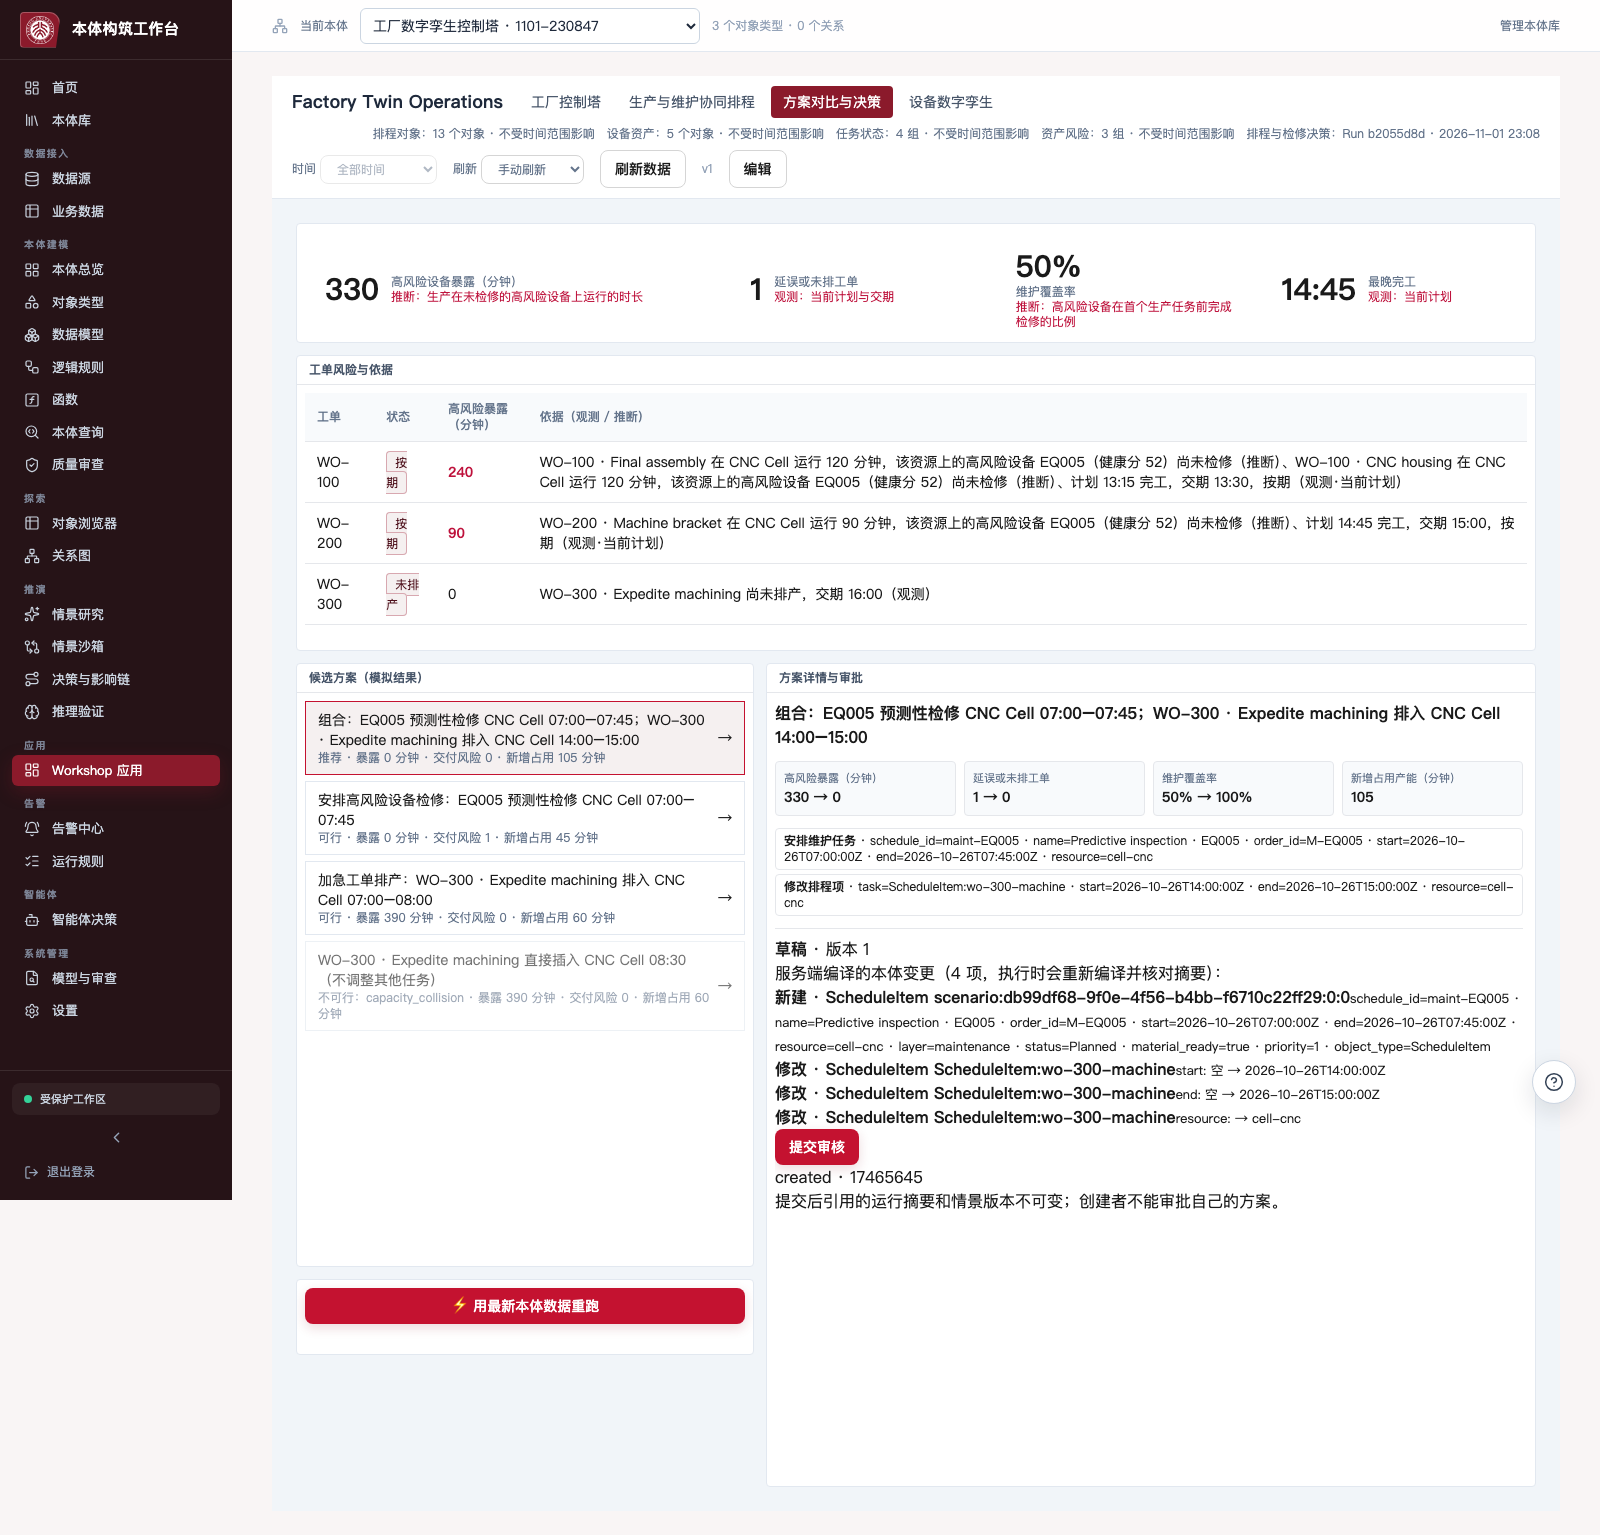 本体构筑工作台
首页
本体库
数据接入
数据源
业务数据
本体建模
本体总览
对象类型
数据模型
逻辑规则
函数
本体查询
质量审查
探索
对象浏览器
关系图
推演
情景研究
情景沙箱
决策与影响链
推理验证
应用
Workshop 应用
告警
告警中心
运行规则
智能体
智能体决策
系统管理
模型与审查
设置
受保护工作区
退出登录
当前本体 工厂数字孪生控制塔 · 1101-230847 3 个对象类型 · 0 个关系 管理本体库
Factory Twin Operations 工厂控制塔 生产与维护协同排程 方案对比与决策 设备数字孪生
排程对象：13 个对象 · 不受时间范围影响 设备资产：5 个对象 · 不受时间范围影响 任务状态：4 组 · 不受时间范围影响 资产风险：3 组 · 不受时间范围影响 排程与检修决策：Run b2055d8d · 2026-11-01 23:08
时间 全部时间 刷新 手动刷新 刷新数据 v1 编辑
330 高风险设备暴露（分钟）
推断：生产在未检修的高风险设备上运行的时长
1 延误或未排工单
观测：当前计划与交期
50%
维护覆盖率
推断：高风险设备在首个生产任务前完成
检修的比例
14:45 最晚完工
观测：当前计划
工单风险与依据
工单 状态 高风险暴露
（分钟） 依据（观测 / 推断）
WO-
100 按
期 240 WO-100 · Final assembly 在 CNC Cell 运行 120 分钟，该资源上的高风险设备 EQ005（健康分 52）尚未检修（推断）、WO-100 · CNC housing 在 CNC
Cell 运行 120 分钟，该资源上的高风险设备 EQ005（健康分 52）尚未检修（推断）、计划 13:15 完工，交期 13:30，按期（观测·当前计划）
WO-
200 按
期 90 WO-200 · Machine bracket 在 CNC Cell 运行 90 分钟，该资源上的高风险设备 EQ005（健康分 52）尚未检修（推断）、计划 14:45 完工，交期 15:00，按
期（观测·当前计划）
WO-
300 未排
产 0 WO-300 · Expedite machining 尚未排产，交期 16:00（观测）
候选方案（模拟结果）
组合：EQ005 预测性检修 CNC Cell 07:00—07:45；WO-300
· Expedite machining 排入 CNC Cell 14:00—15:00 →
推荐 · 暴露 0 分钟 · 交付风险 0 · 新增占用 105 分钟
安排高风险设备检修：EQ005 预测性检修 CNC Cell 07:00—
07:45 →
可行 · 暴露 0 分钟 · 交付风险 1 · 新增占用 45 分钟
加急工单排产：WO-300 · Expedite machining 排入 CNC
Cell 07:00—08:00 →
可行 · 暴露 390 分钟 · 交付风险 0 · 新增占用 60 分钟
WO-300 · Expedite machining 直接插入 CNC Cell 08:30
（不调整其他任务） →
不可行：capacity_collision · 暴露 390 分钟 · 交付风险 0 · 新增占用 60
分钟
⚡ 用最新本体数据重跑
方案详情与审批
组合：EQ005 预测性检修 CNC Cell 07:00—07:45；WO-300 · Expedite machining 排入 CNC Cell
14:00—15:00
高风险暴露（分钟）
330 → 0
延误或未排工单
1 → 0
维护覆盖率
50% → 100%
新增占用产能（分钟）
105
安排维护任务 · schedule_id=maint-EQ005 · name=Predictive inspection · EQ005 · order_id=M-EQ005 · start=2026-10-
26T07:00:00Z · end=2026-10-26T07:45:00Z · resource=cell-cnc
修改排程项 · task=ScheduleItem:wo-300-machine · start=2026-10-26T14:00:00Z · end=2026-10-26T15:00:00Z · resource=cell-
cnc
草稿 · 版本 1
服务端编译的本体变更（4 项，执行时会重新编译并核对摘要）：
新建 · ScheduleItem scenario:db99df68-9f0e-4f56-b4bb-f6710c22ff29:0:0schedule_id=maint-EQ005 ·
name=Predictive inspection · EQ005 · order_id=M-EQ005 · start=2026-10-26T07:00:00Z · end=2026-10-26T07:45:00Z ·
resource=cell-cnc · layer=maintenance · status=Planned · material_ready=true · priority=1 · object_type=ScheduleItem
修改 · ScheduleItem ScheduleItem:wo-300-machinestart: 空 → 2026-10-26T14:00:00Z
修改 · ScheduleItem ScheduleItem:wo-300-machineend: 空 → 2026-10-26T15:00:00Z
修改 · ScheduleItem ScheduleItem:wo-300-machineresource: → cell-cnc
提交审核
created · 17465645
提交后引用的运行摘要和情景版本不可变；创建者不能审批自己的方案。